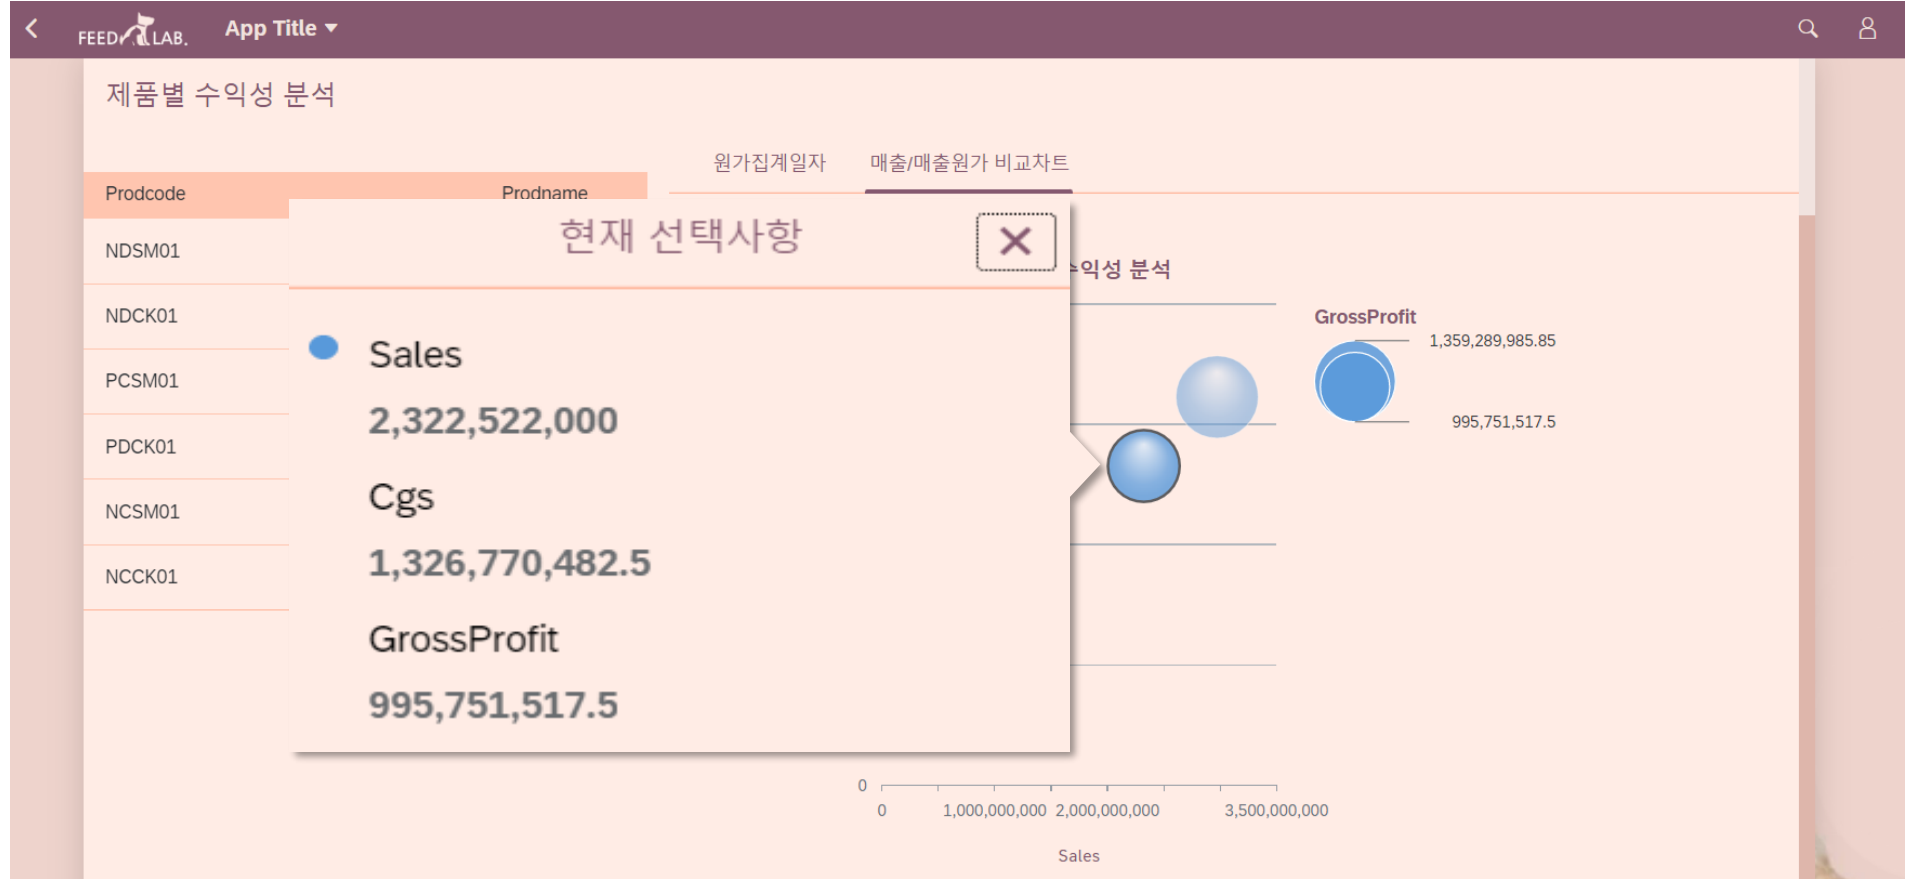 FEED LAB.
App Title
제품별 수익성 분석
원가집계일자
매출/매출원가 비교차트
Prodcode
Prodname
NDSM01
NDCK01
PCSM01
PDCK01
NCSM01
NCCK01
현재 선택사항
Sales
2,322,522,000
Cgs
1,326,770,482.5
GrossProfit
995,751,517.5
익성 분석
GrossProfit
1,359,289,985.85
995,751,517.5
0
0
1,000,000,000
2,000,000,000
3,500,000,000
Sales